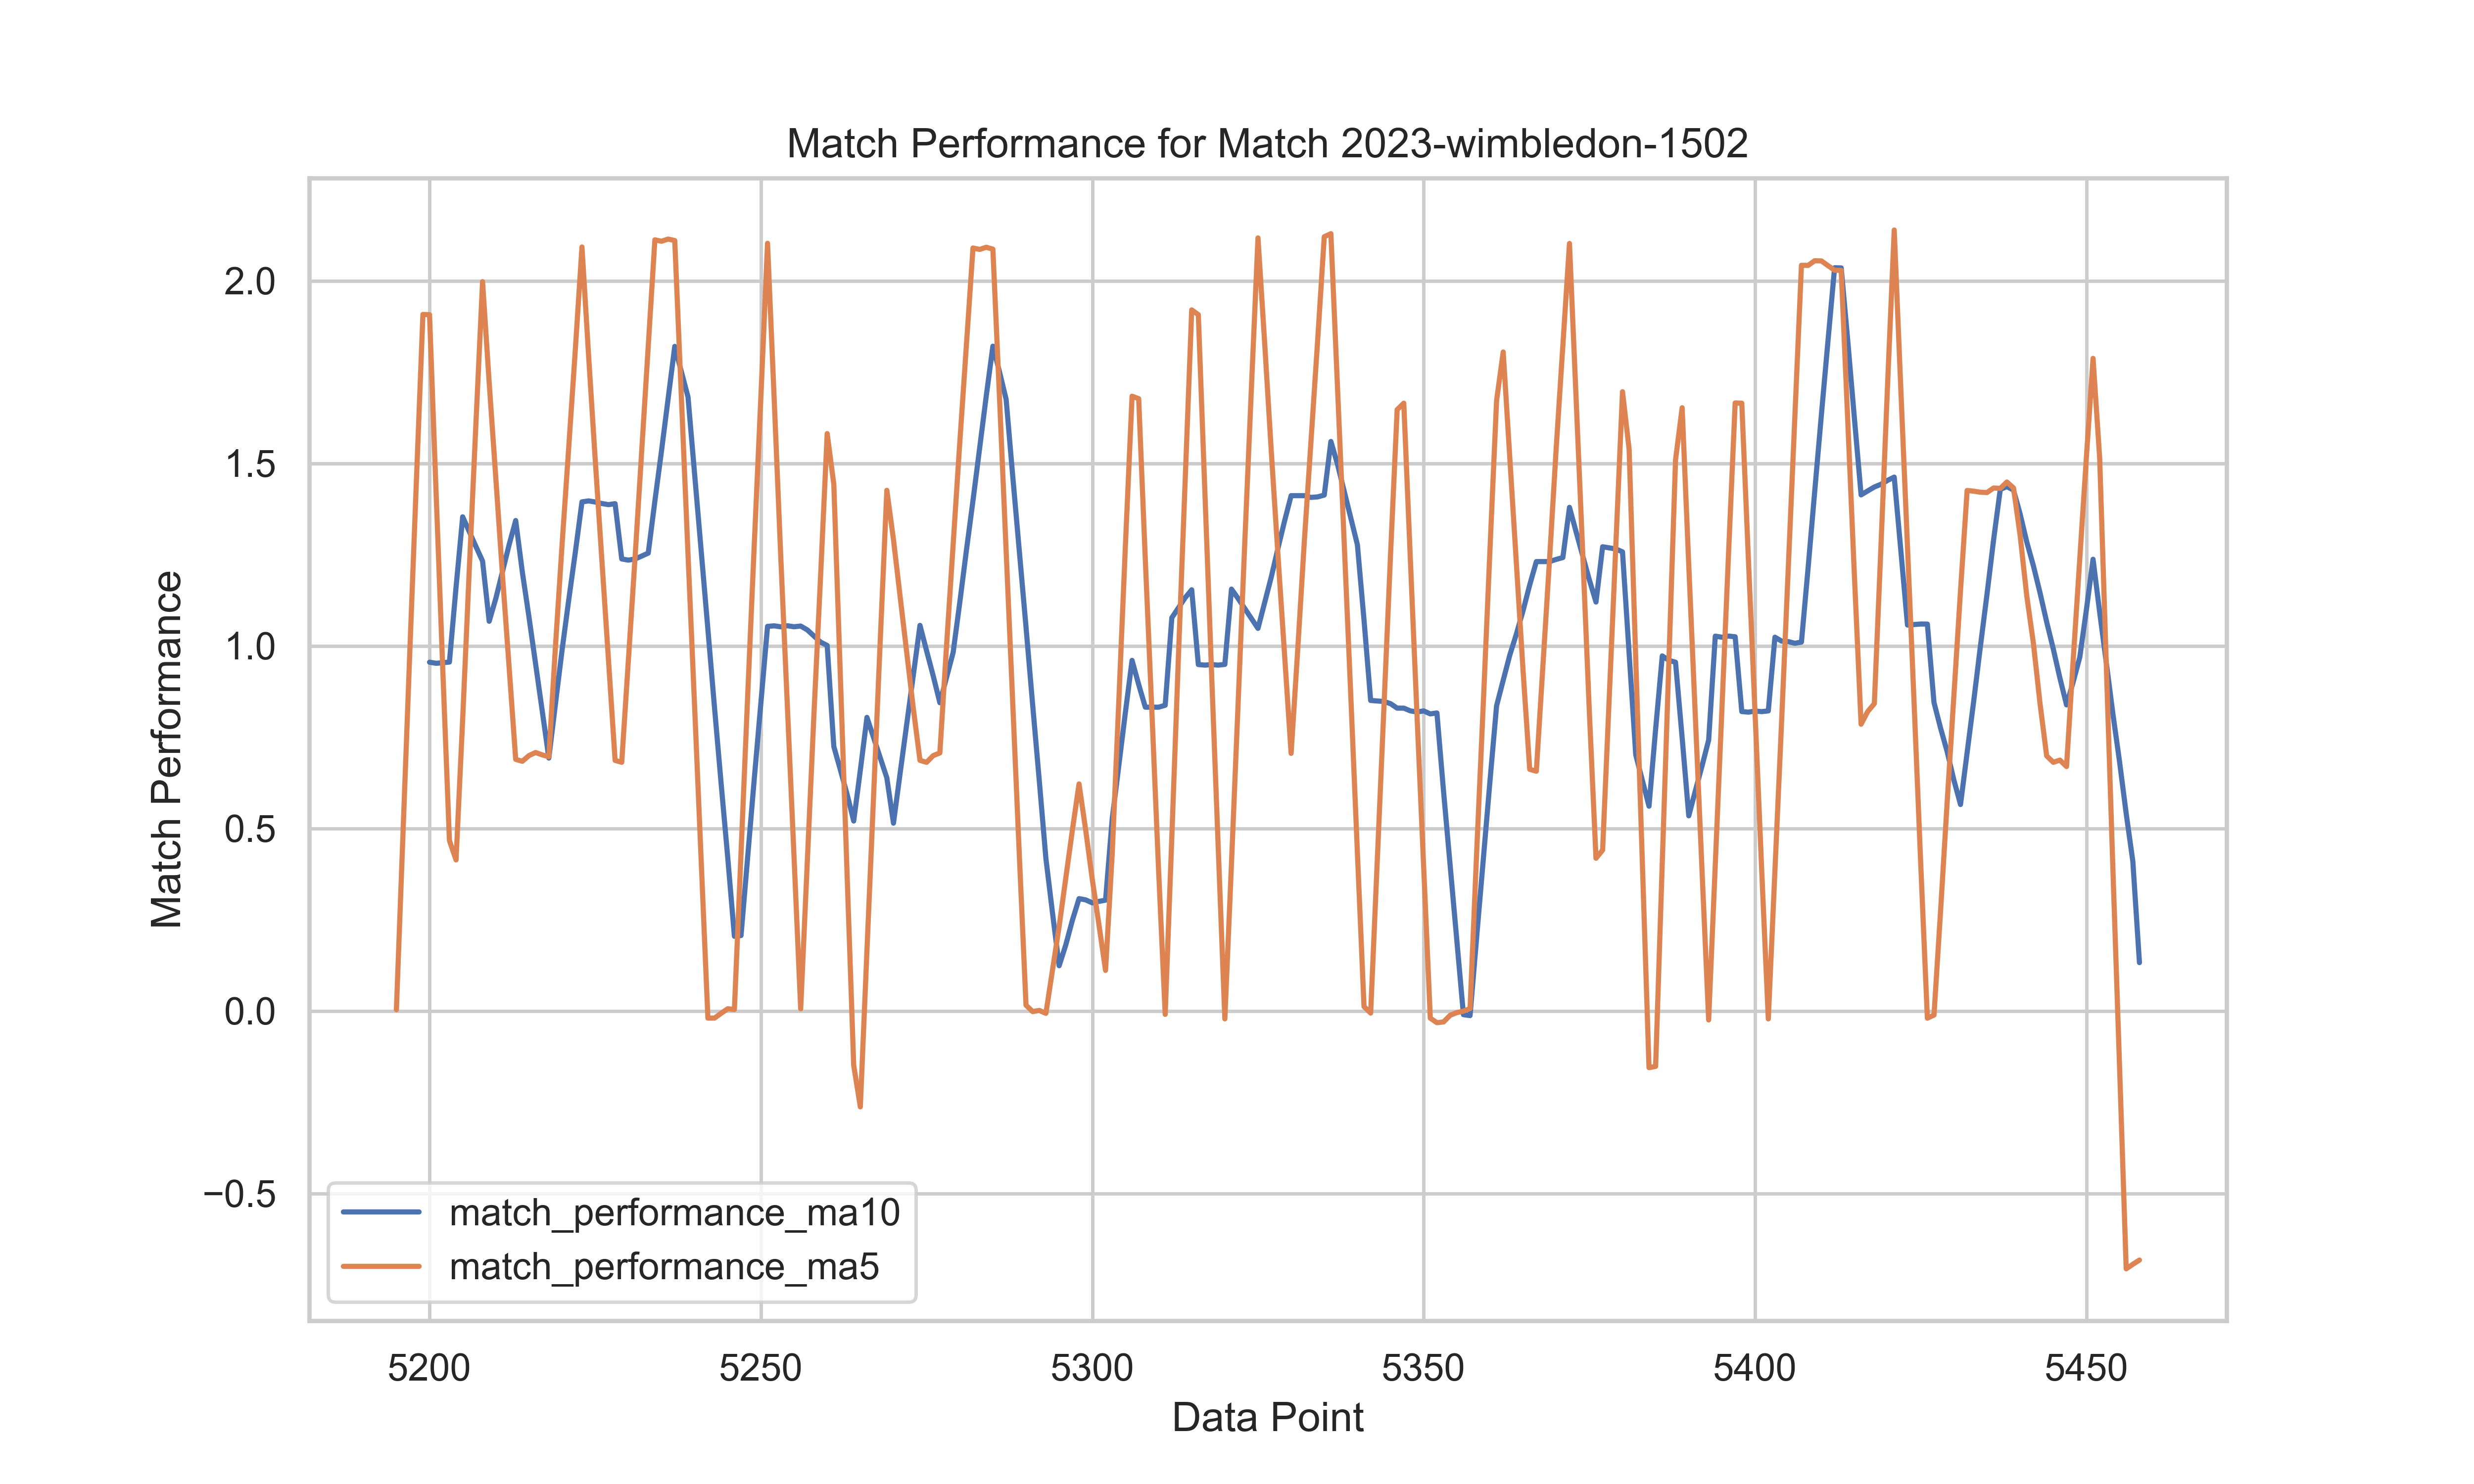 Match Performance for Match 2023-wimbledon-1502
Match Performance
2.0
1.5
1.0
0.5
0.0
−0.5
match_performance_ma10
match_performance_ma5
5200 5250 5300 5350 5400 5450
Data Point